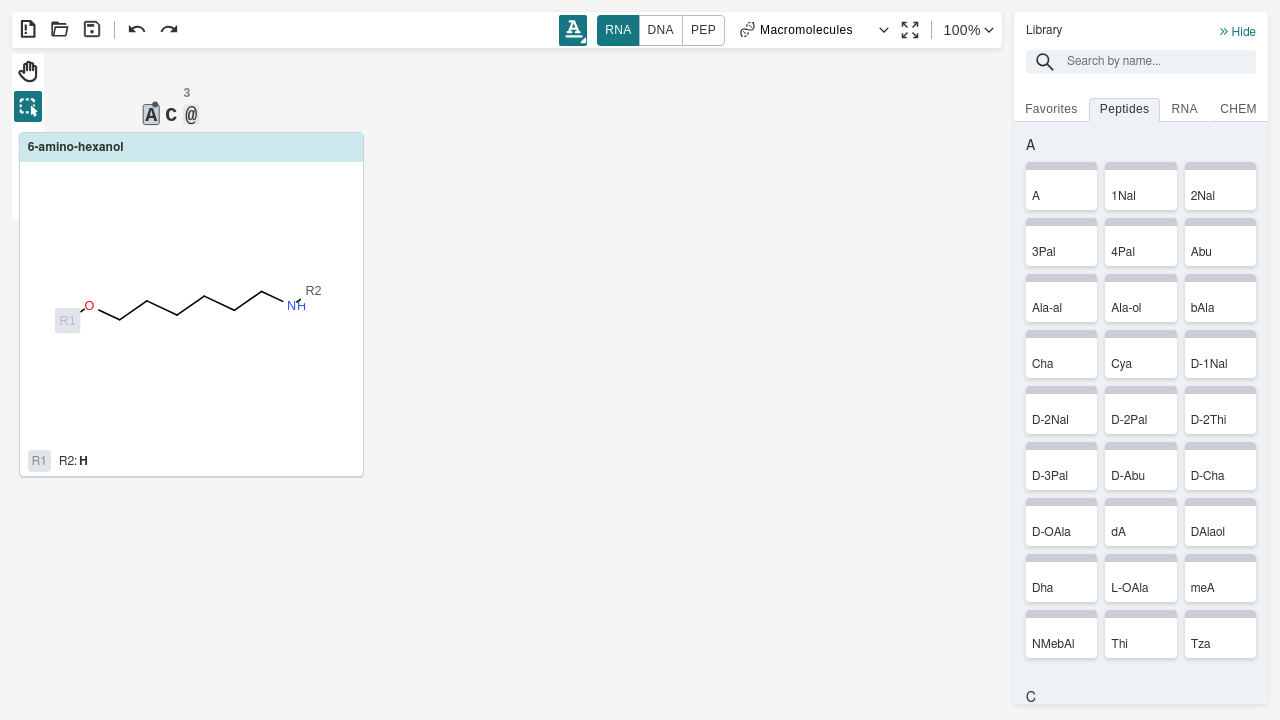 A RNA DNA PEP Macromolecules 100%
3
A C @
6-amino-hexanol
R1 O NH R2
R1 R2: H
Library
Hide
Search by name...
Favorites Peptides RNA CHEM
A
A 1Nal 2Nal
3Pal 4Pal Abu
Ala-al Ala-ol bAla
Cha Cya D-1Nal
D-2Nal D-2Pal D-2Thi
D-3Pal D-Abu D-Cha
D-OAla dA DAlaol
Dha L-OAla meA
NMebAl Thi Tza
C